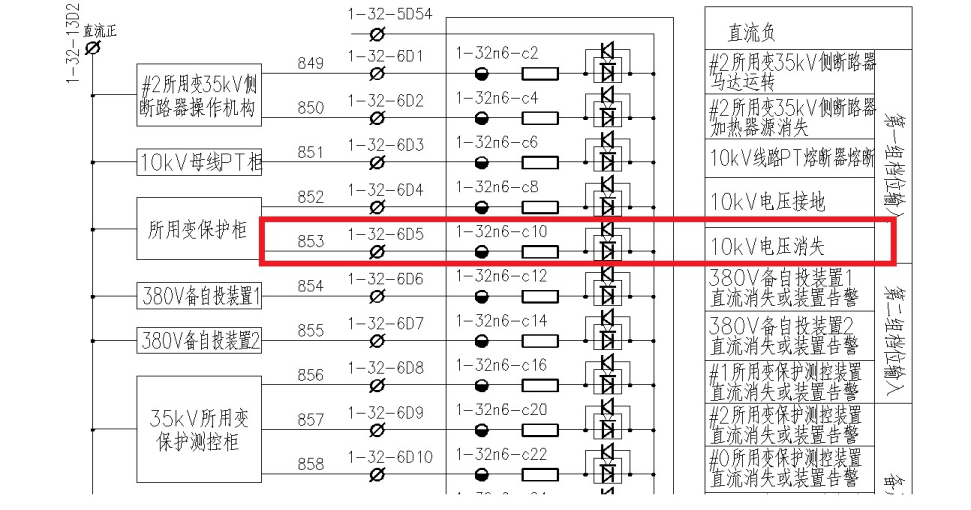 1-32-13D2
直流正
1-32-5D54
直流负
#2所用变35kV侧
断路器操作机构
849
1-32-6D1
1-32n6-c2
#2所用变35kV侧断路器
马达运转
850
1-32-6D2
1-32n6-c4
#2所用变35kV侧断路器
加热器源消失
10kV母线PT柜
851
1-32-6D3
1-32n6-c6
10kV线路PT熔断器熔断
所用变保护柜
852
1-32-6D4
1-32n6-c8
10kV电压接地
853
1-32-6D5
1-32n6-c10
10kV电压消失
第一组档位输入
380V备自投装置1
854
1-32-6D6
1-32n6-c12
380V备自投装置1
直流消失或装置告警
380V备自投装置2
855
1-32-6D7
1-32n6-c14
380V备自投装置2
直流消失或装置告警
35kV所用变
保护测控柜
856
1-32-6D8
1-32n6-c16
#1所用变保护测控装置
直流消失或装置告警
第二组档位输入
857
1-32-6D9
1-32n6-c20
#2所用变保护测控装置
直流消失或装置告警
858
1-32-6D10
1-32n6-c22
#0所用变保护测控装置
直流消失或装置告警
备